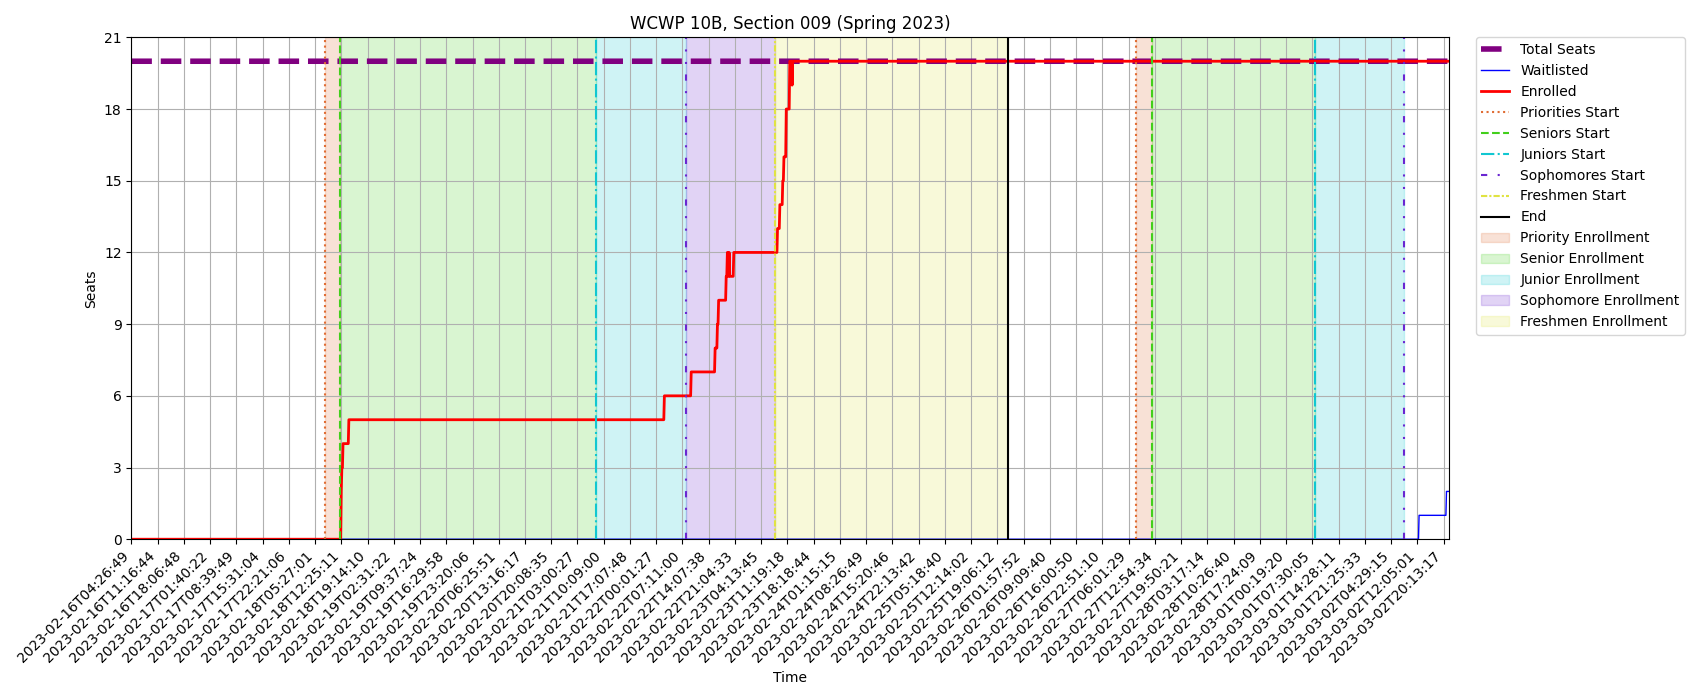 WCWP 10B, Section 009 (Spring 2023)
21
18
15
12
9
6
3
0
Seats
2023-02-16T04:26:49
2023-02-16T11:16:44
2023-02-16T18:06:48
2023-02-17T01:40:22
2023-02-17T08:39:49
2023-02-17T15:31:04
2023-02-17T22:21:06
2023-02-18T05:27:01
2023-02-18T12:25:11
2023-02-18T19:14:10
2023-02-19T02:31:22
2023-02-19T09:37:24
2023-02-19T16:29:58
2023-02-19T23:20:06
2023-02-20T06:25:51
2023-02-20T13:16:17
2023-02-20T20:08:35
2023-02-21T03:00:27
2023-02-21T10:09:00
2023-02-21T17:07:48
2023-02-22T00:01:27
2023-02-22T07:11:00
2023-02-22T14:07:38
2023-02-22T21:04:33
2023-02-23T04:13:45
2023-02-23T11:19:18
2023-02-23T18:18:44
2023-02-24T01:15:15
2023-02-24T08:26:49
2023-02-24T15:20:46
2023-02-24T22:13:42
2023-02-25T05:18:40
2023-02-25T12:14:02
2023-02-25T19:06:12
2023-02-26T01:57:52
2023-02-26T09:09:40
2023-02-26T16:00:50
2023-02-26T22:51:10
2023-02-27T06:01:29
2023-02-27T12:54:34
2023-02-27T19:50:21
2023-02-28T03:17:14
2023-02-28T10:26:40
2023-02-28T17:24:09
2023-03-01T00:19:20
2023-03-01T07:30:05
2023-03-01T14:28:11
2023-03-01T21:25:33
2023-03-02T04:29:15
2023-03-02T12:05:01
2023-03-02T20:13:17
Time
Total Seats
Waitlisted
Enrolled
Priorities Start
Seniors Start
Juniors Start
Sophomores Start
Freshmen Start
End
Priority Enrollment
Senior Enrollment
Junior Enrollment
Sophomore Enrollment
Freshmen Enrollment